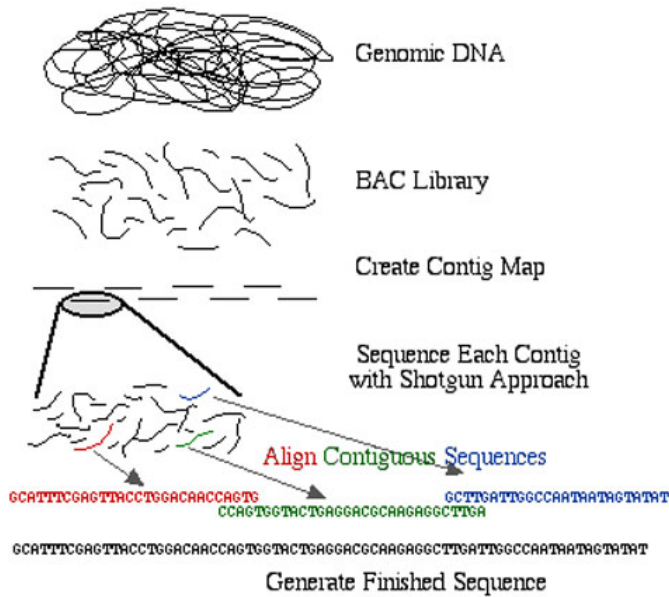 Genomic DNA
BAC Library
Create Contig Map
Sequence Each Contig
with Shotgun Approach
Align Contiguous Sequences
GCATTTCGAGTTACCTGGACAACCAGTG
GCTTGATTGGCCAATAATAGTATAT
CCAGTGGTACTGAGGACGCAAGAGGCTTGA
GCATTTCGAGTTACCTGGACAACCAGTGGTACTGAGGACGCAAGAGGCTTGATTGGCCAATAATAGTATAT
Generate Finished Sequence